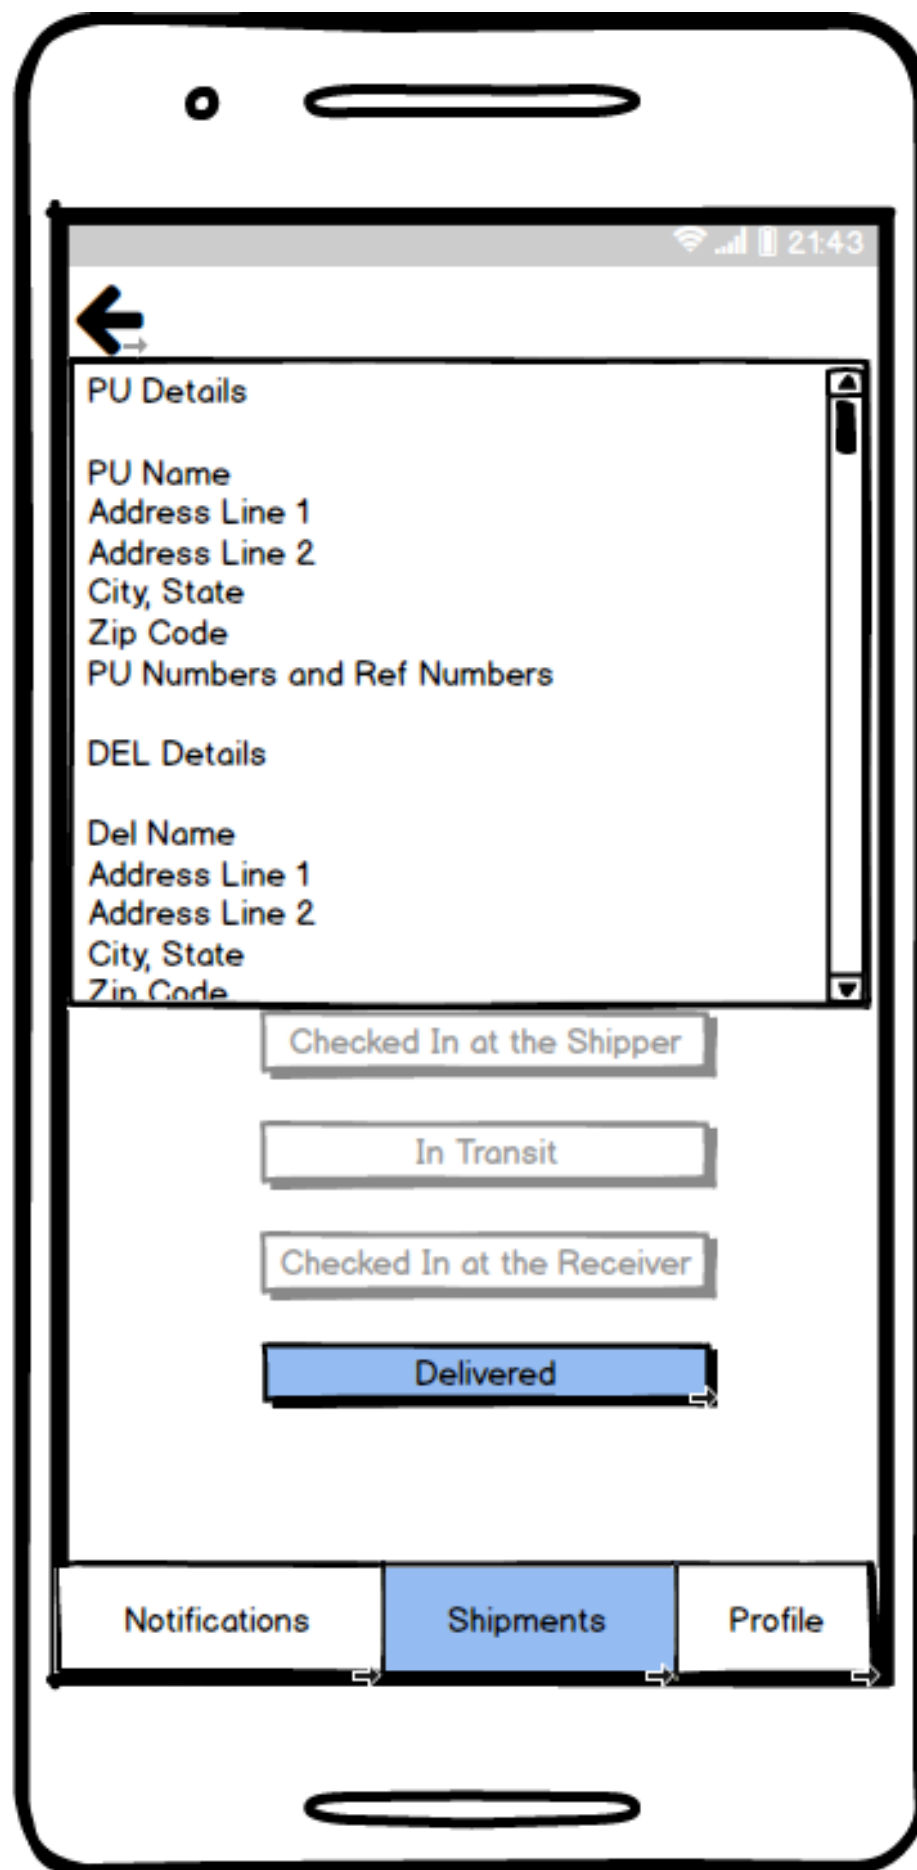 21:43
PU Details
PU Name
Address Line 1
Address Line 2
City, State
Zip Code
PU Numbers and Ref Numbers
DEL Details
Del Name
Address Line 1
Address Line 2
City, State
Zip Code
Checked In at the Shipper
In Transit
Checked In at the Receiver
Delivered
Notifications Shipments Profile